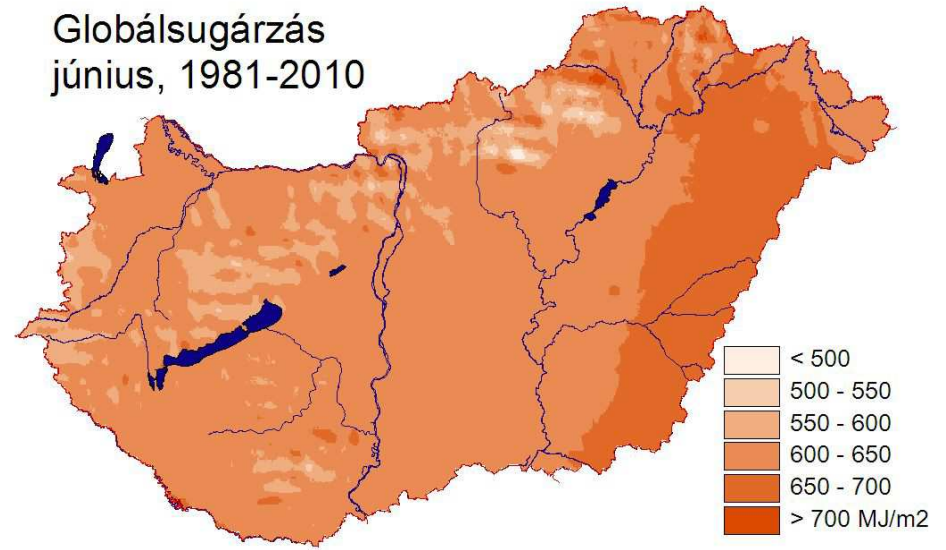 Globálsugárzás
június, 1981-2010
< 500
500 - 550
550 - 600
600 - 650
650 - 700
> 700 MJ/m2